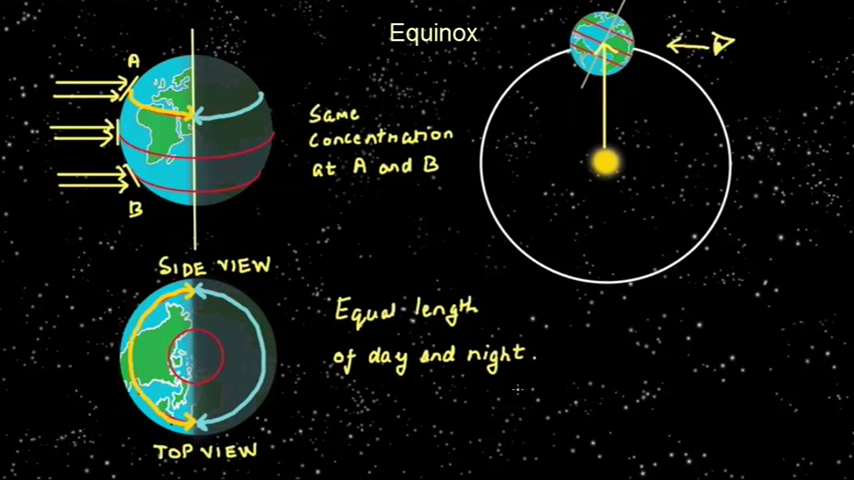 Equinox
A
Same
concentration
at A and B
B
SIDE VIEW
Equal length
of day and night.
TOP VIEW